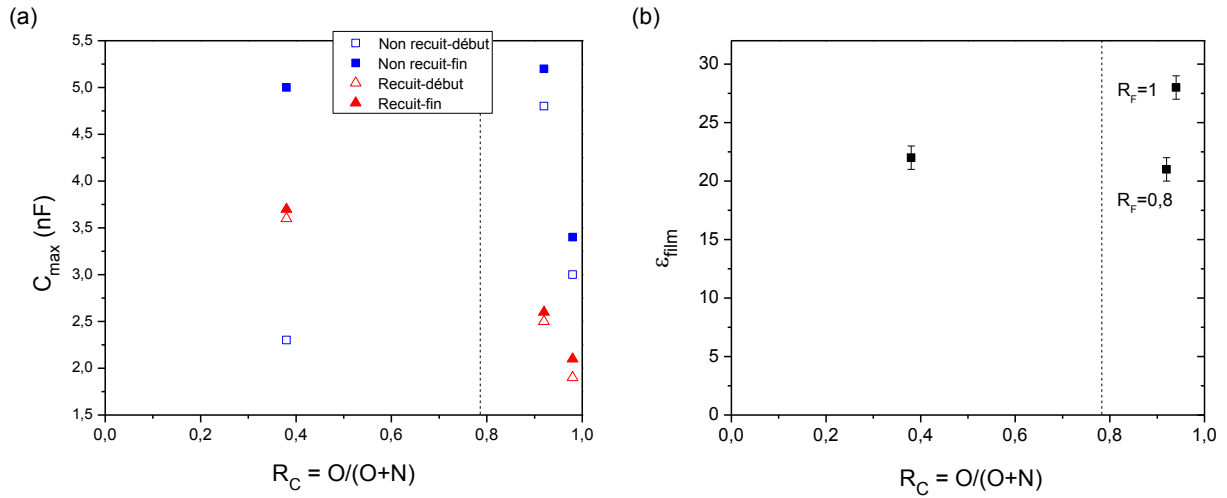 (a)
5,5
5,0
4,5
4,0
3,5
3,0
2,5
2,0
1,5
C_max (nF)
Non recuit-début
Non recuit-fin
Recuit-début
Recuit-fin
0,0 0,2 0,4 0,6 0,8 1,0
R_C = O/(O+N)
(b)
30
25
20
15
10
5
0
ε_film
R_F=1
R_F=0,8
0,0 0,2 0,4 0,6 0,8 1,0
R_C = O/(O+N)